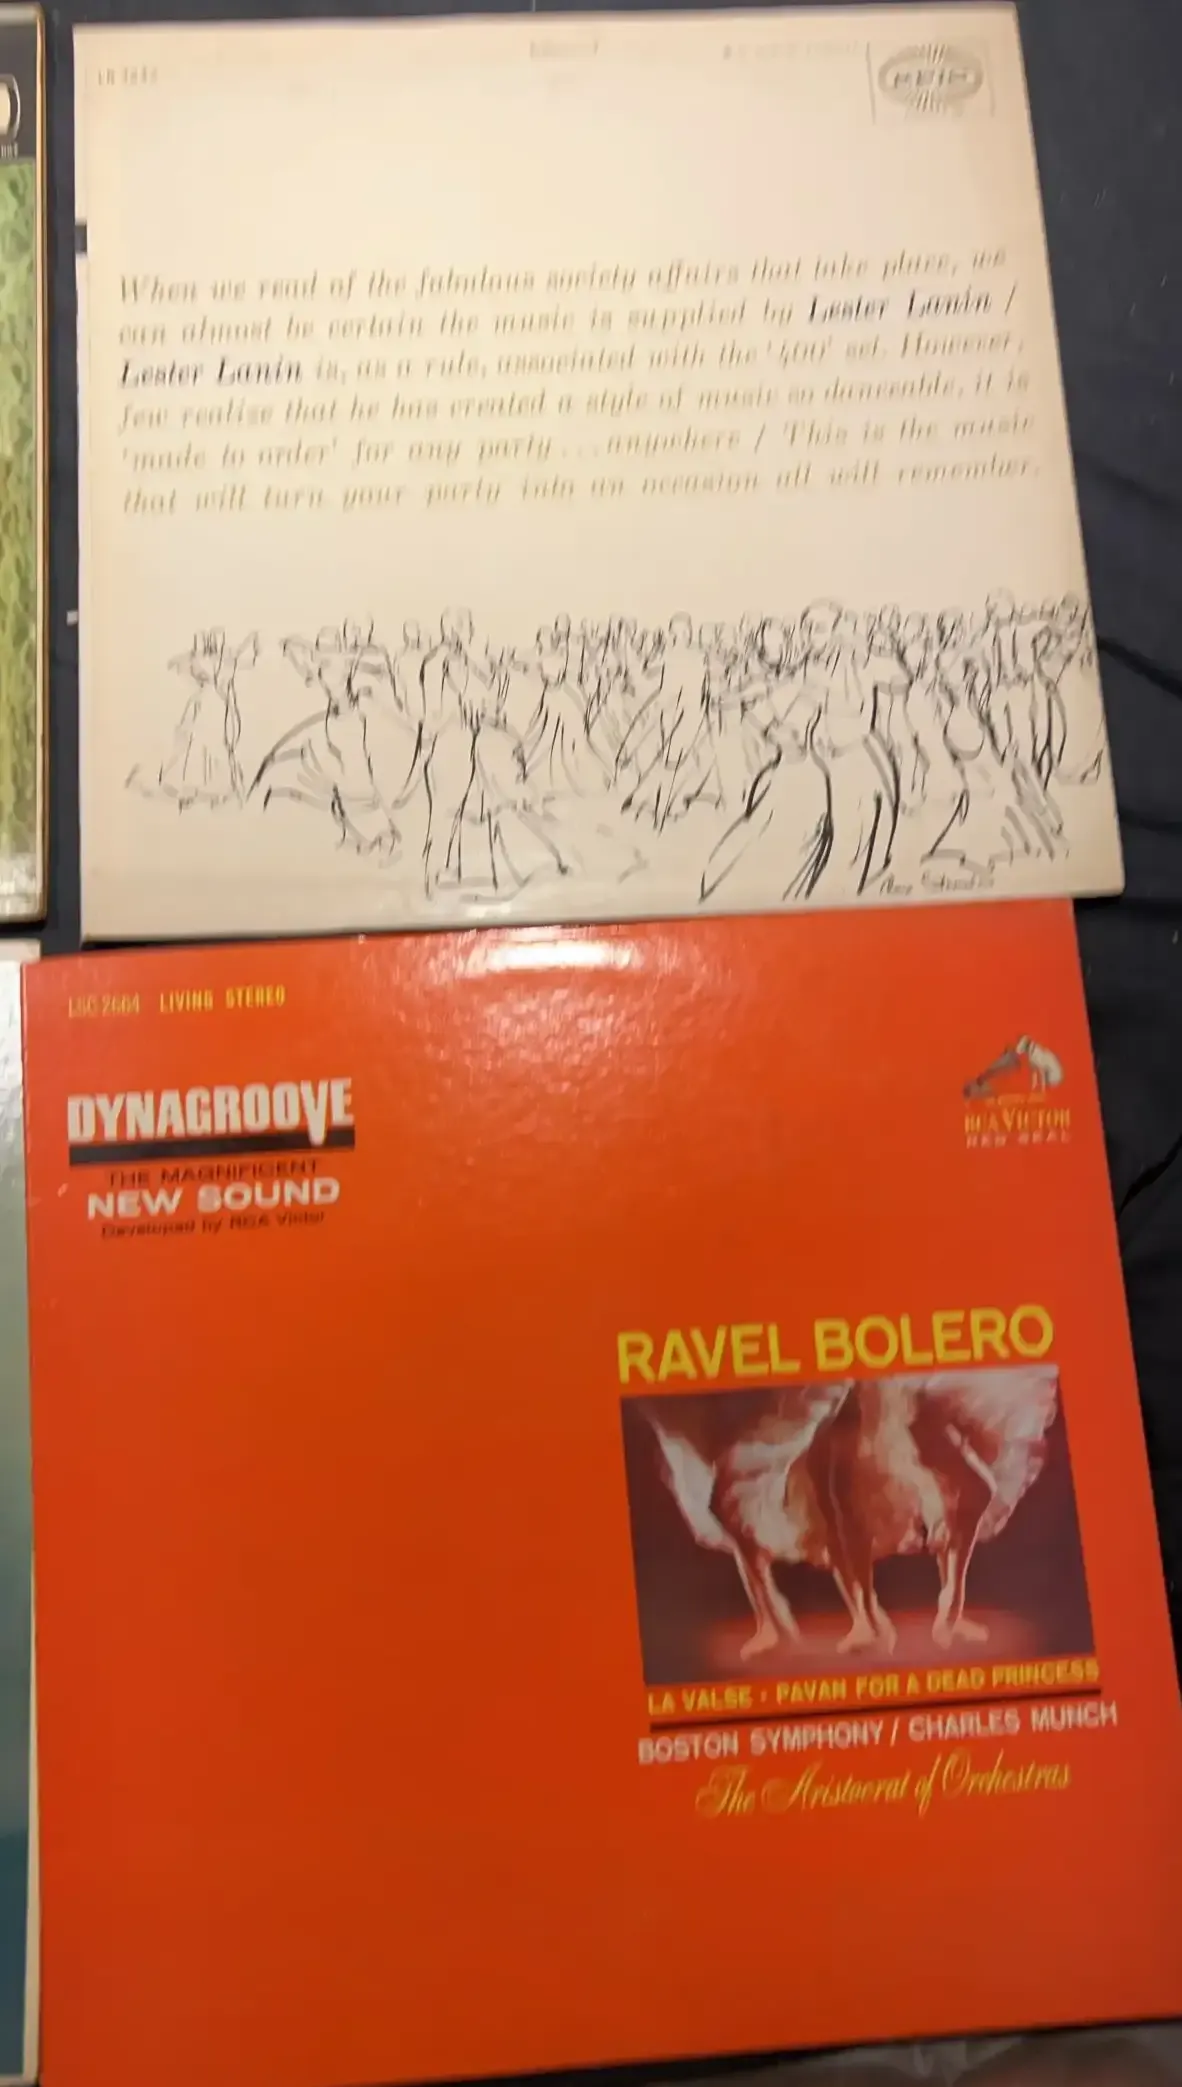 EPIC
When we read of the fabulous society affairs that take place, we
can almost be certain the music is supplied by Lester Lanin /
Lester Lanin is, as a rule, associated with the '400' set. However,
few realize that he has created a style of music so danceable, it is
'made to order' for any party...anywhere / This is the music
that will turn your party into an occasion all will remember.
LSC 2664 LIVING STEREO
DYNAGROOVE
THE MAGNIFICENT
NEW SOUND
Developed by RCA Victor
RCA VICTOR
RED SEAL
RAVEL BOLERO
LA VALSE • PAVAN FOR A DEAD PRINCESS
BOSTON SYMPHONY / CHARLES MUNCH
The Aristocrat of Orchestras